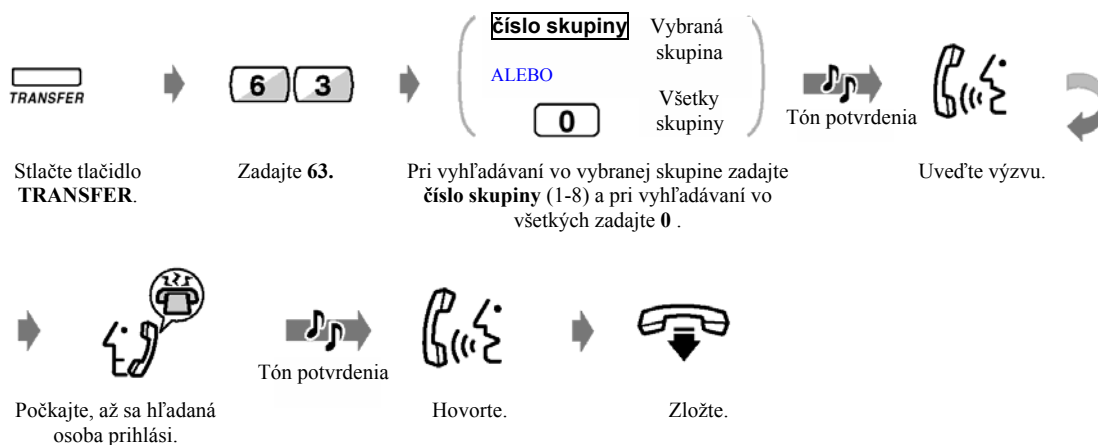 TRANSFER
Stlačte tlačidlo
TRANSFER.
6 3
Zadajte 63.
číslo skupiny Vybraná
skupina
ALEBO
0 Všetky
skupiny
Pri vyhľadávaní vo vybranej skupine zadajte
číslo skupiny (1-8) a pri vyhľadávaní vo
všetkých zadajte 0 .
Tón potvrdenia
Uveďte výzvu.
Počkajte, až sa hľadaná
osoba prihlási.
Tón potvrdenia
Hovorte.
Zložte.